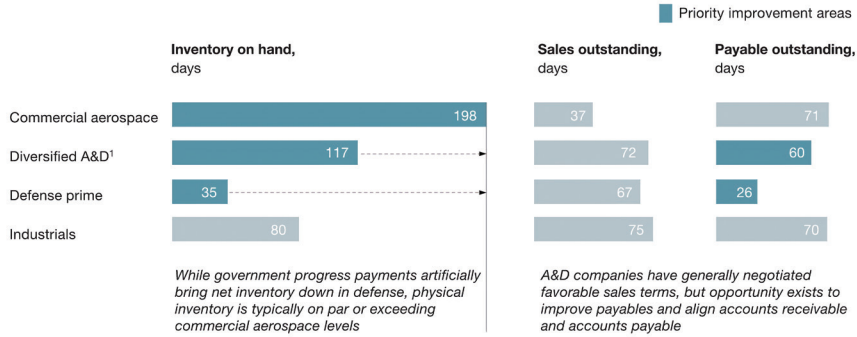 Priority improvement areas
Inventory on hand,
days
Sales outstanding,
days
Payable outstanding,
days
Commercial aerospace 198 37 71
Diversified A&D¹ 117 72 60
Defense prime 35 67 26
Industrials 80 75 70
While government progress payments artificially
bring net inventory down in defense, physical
inventory is typically on par or exceeding
commercial aerospace levels
A&D companies have generally negotiated
favorable sales terms, but opportunity exists to
improve payables and align accounts receivable
and accounts payable